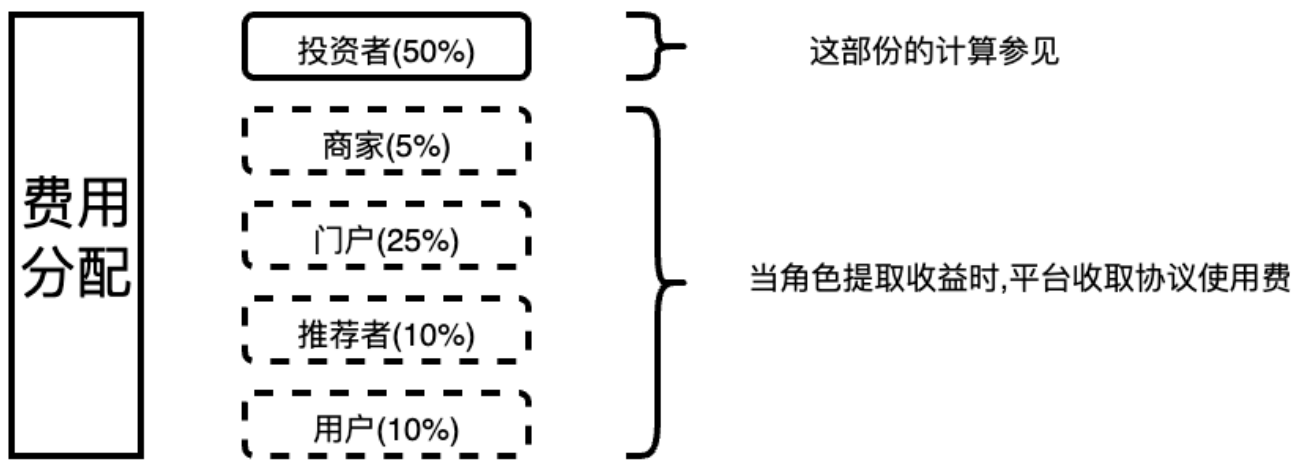 费用
分配
投资者(50%)
这部份的计算参见
商家(5%)
门户(25%)
推荐者(10%)
用户(10%)
当角色提取收益时,平台收取协议使用费